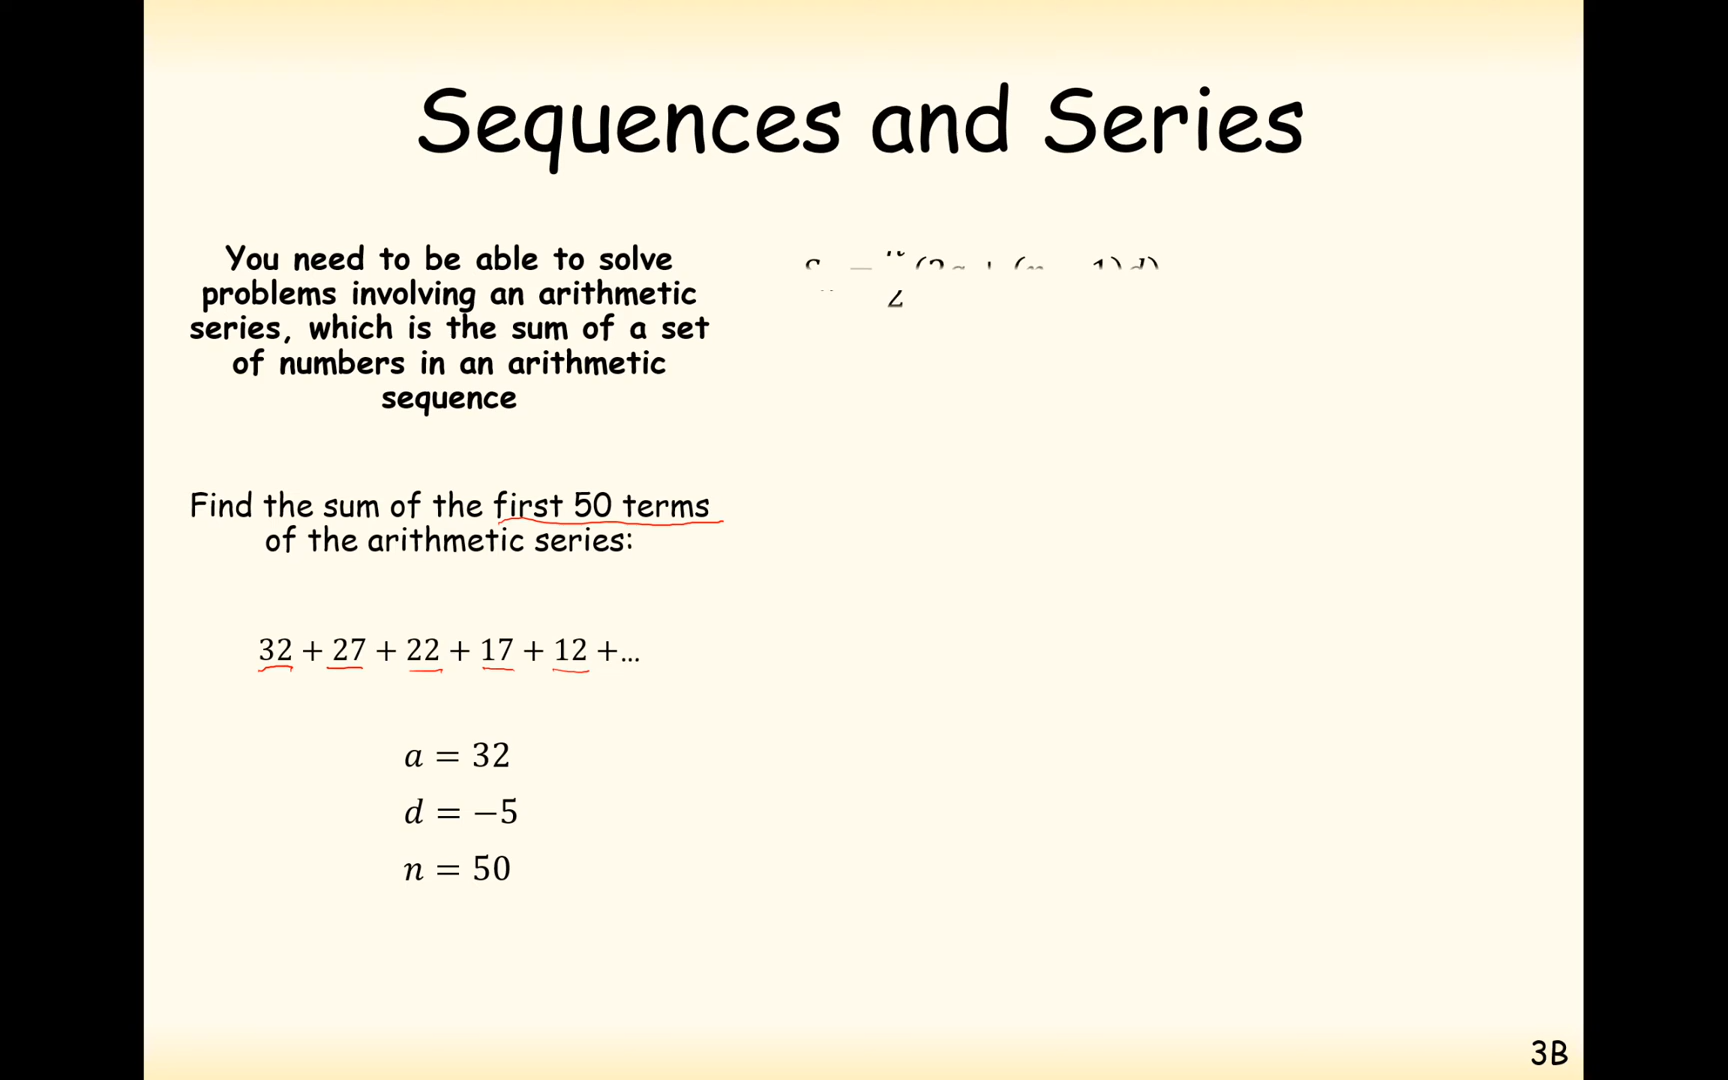 Sequences and Series
You need to be able to solve
problems involving an arithmetic
series, which is the sum of a set
of numbers in an arithmetic
sequence
Find the sum of the first 50 terms
of the arithmetic series:
32 + 27 + 22 + 17 + 12 +...
a = 32
d = −5
n = 50
3B